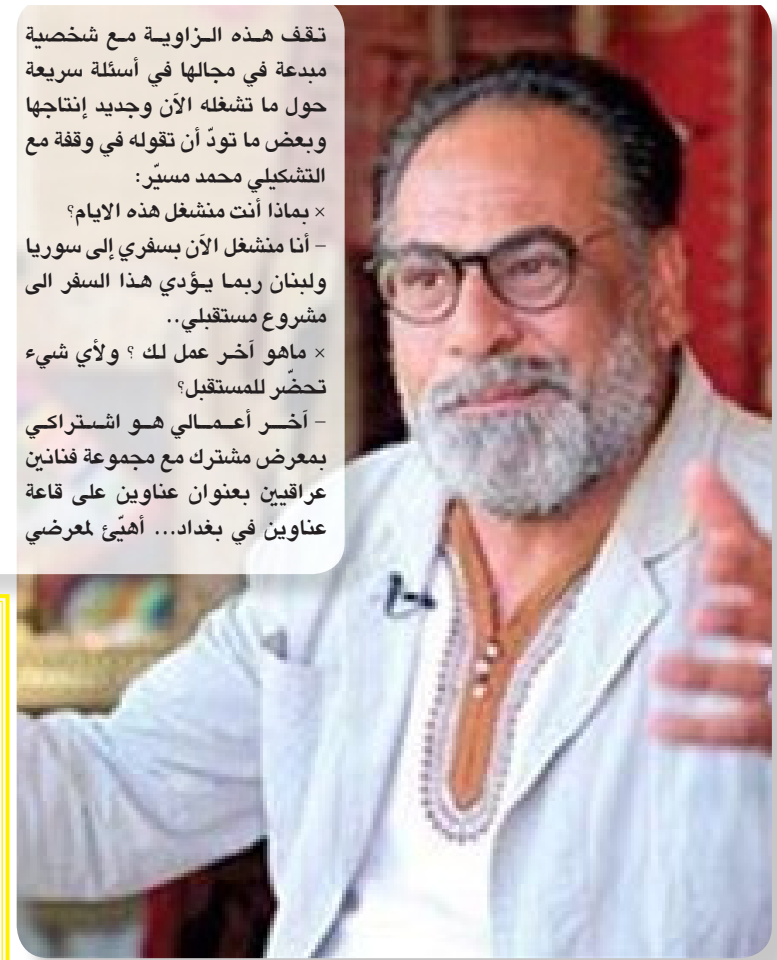 تقف هذه الزاوية مع شخصية
مبدعة في مجالها في أسئلة سريعة
حول ما تشغله الآن وجديد إنتاجها
وبعض ما تودّ أن تقوله في وقفة مع
التشكيلي محمد مسيّر:
× بماذا أنت منشغل هذه الايام؟
– أنا منشغل الآن بسفري إلى سوريا
ولبنان ربما يؤدي هذا السفر الى
مشروع مستقبلي..
× ماهو آخر عمل لك ؟ ولأي شيء
تحضّر للمستقبل؟
– آخر أعمالي هو اشتراكي
بمعرض مشترك مع مجموعة فنانين
عراقيين بعنوان عناوين على قاعة
عناوين في بغداد... أهيّئ لمعرضي